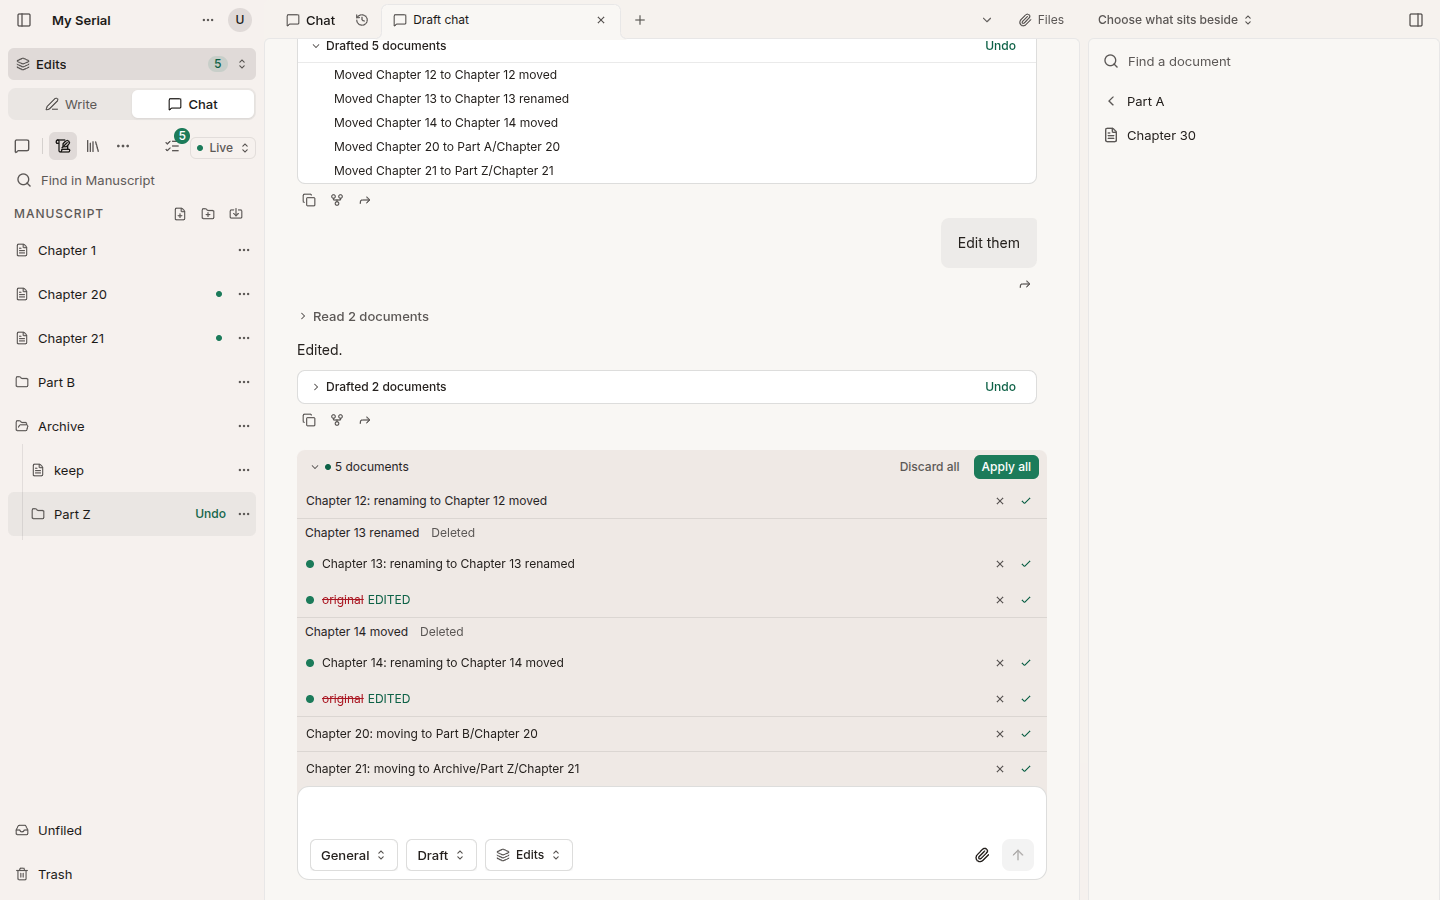 My Serial
U
Edits
5
Write
Chat
5
Live
Find in Manuscript
MANUSCRIPT
Chapter 1
Chapter 20
Chapter 21
Part B
Archive
keep
Part Z
Undo
Unfiled
Trash
Chat
Draft chat
Files
Drafted 5 documents
Undo
Moved Chapter 12 to Chapter 12 moved
Moved Chapter 13 to Chapter 13 renamed
Moved Chapter 14 to Chapter 14 moved
Moved Chapter 20 to Part A/Chapter 20
Moved Chapter 21 to Part Z/Chapter 21
Edit them
Read 2 documents
Edited.
Drafted 2 documents
Undo
5 documents
Discard all
Apply all
Chapter 12: renaming to Chapter 12 moved
Chapter 13 renamed Deleted
Chapter 13: renaming to Chapter 13 renamed
original EDITED
Chapter 14 moved Deleted
Chapter 14: renaming to Chapter 14 moved
original EDITED
Chapter 20: moving to Part B/Chapter 20
Chapter 21: moving to Archive/Part Z/Chapter 21
General
Draft
Edits
Choose what sits beside
Find a document
Part A
Chapter 30